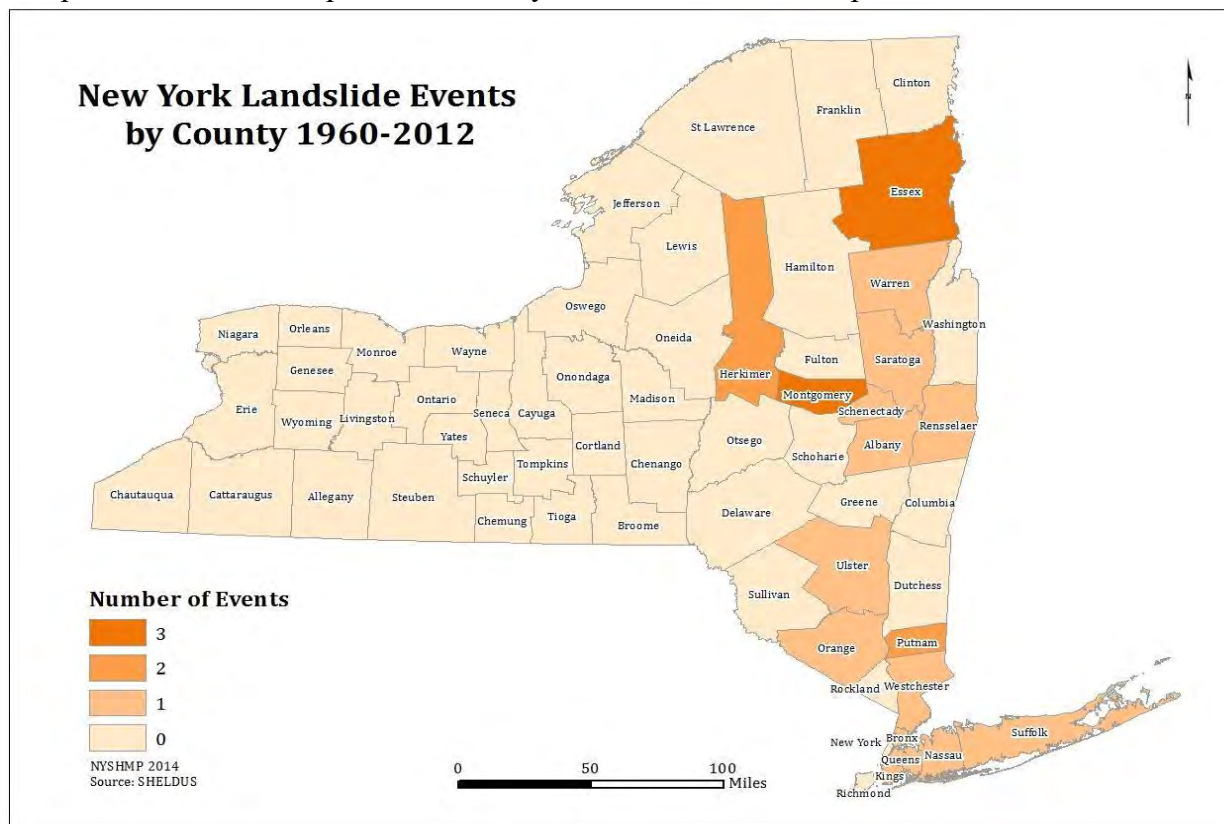 New York Landslide Events
by County 1960-2012
N
Clinton
Franklin
St Lawrence
Essex
Jefferson
Lewis
Hamilton
Warren
Oswego
Washington
Oneida
Niagara
Orleans
Monroe
Wayne
Fulton
Saratoga
Genesee
Herkimer
Onondaga
Montgomery
Madison
Ontario
Seneca
Cayuga
Schenectady
Erie
Wyoming
Livingston
Rensselaer
Yates
Otsego
Albany
Cortland
Schoharie
Tompkins
Chenango
Schuyler
Chautauqua
Cattaraugus
Allegany
Steuben
Greene
Columbia
Delaware
Chemung
Tioga
Broome
Ulster
Dutchess
Sullivan
Putnam
Orange
Rockland
Westchester
Suffolk
New York
Bronx
Nassau
Queens
Kings
Richmond
Number of Events
3
2
1
0
NYSHMP 2014
Source: SHELDUS
0 50 100
Miles